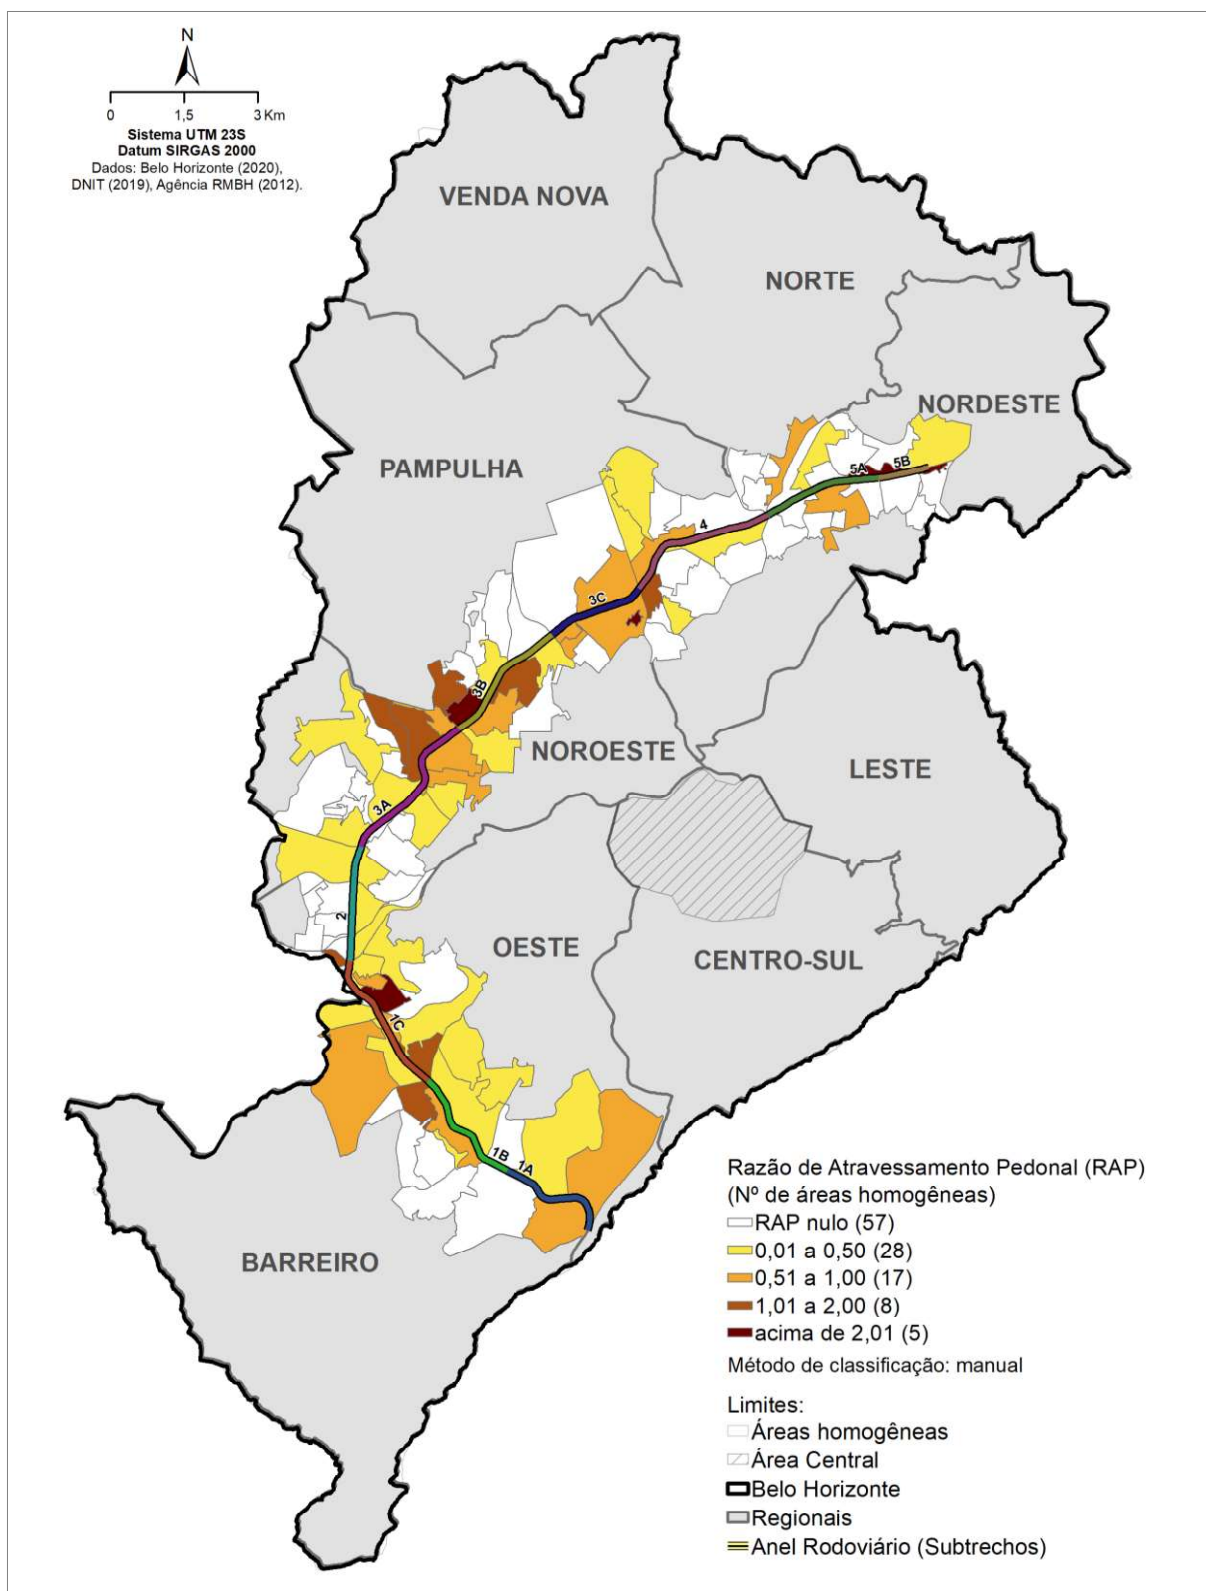 N
0 1,5 3 Km
Sistema UTM 23S
Datum SIRGAS 2000
Dados: Belo Horizonte (2020),
DNIT (2019), Agência RMBH (2012).
VENDA NOVA
NORTE
NORDESTE
PAMPULHA
5A
5B
4
3C
3B
NOROESTE
LESTE
3A
2
OESTE
CENTRO-SUL
1C
1B
1A
BARREIRO
Razão de Atravessamento Pedonal (RAP)
(Nº de áreas homogêneas)
RAP nulo (57)
0,01 a 0,50 (28)
0,51 a 1,00 (17)
1,01 a 2,00 (8)
acima de 2,01 (5)
Método de classificação: manual
Limites:
Áreas homogêneas
Área Central
Belo Horizonte
Regionais
Anel Rodoviário (Subtrechos)